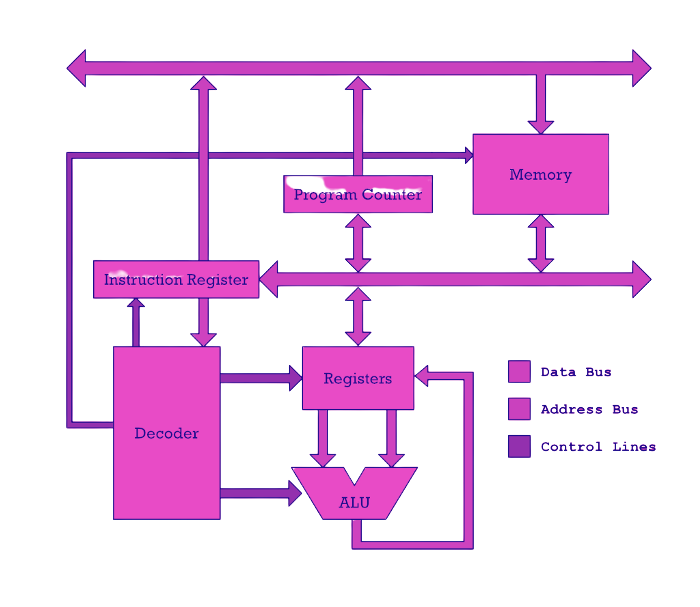 Memory
Program Counter
Instruction Register
Registers
Data Bus
Address Bus
Decoder
Control Lines
ALU